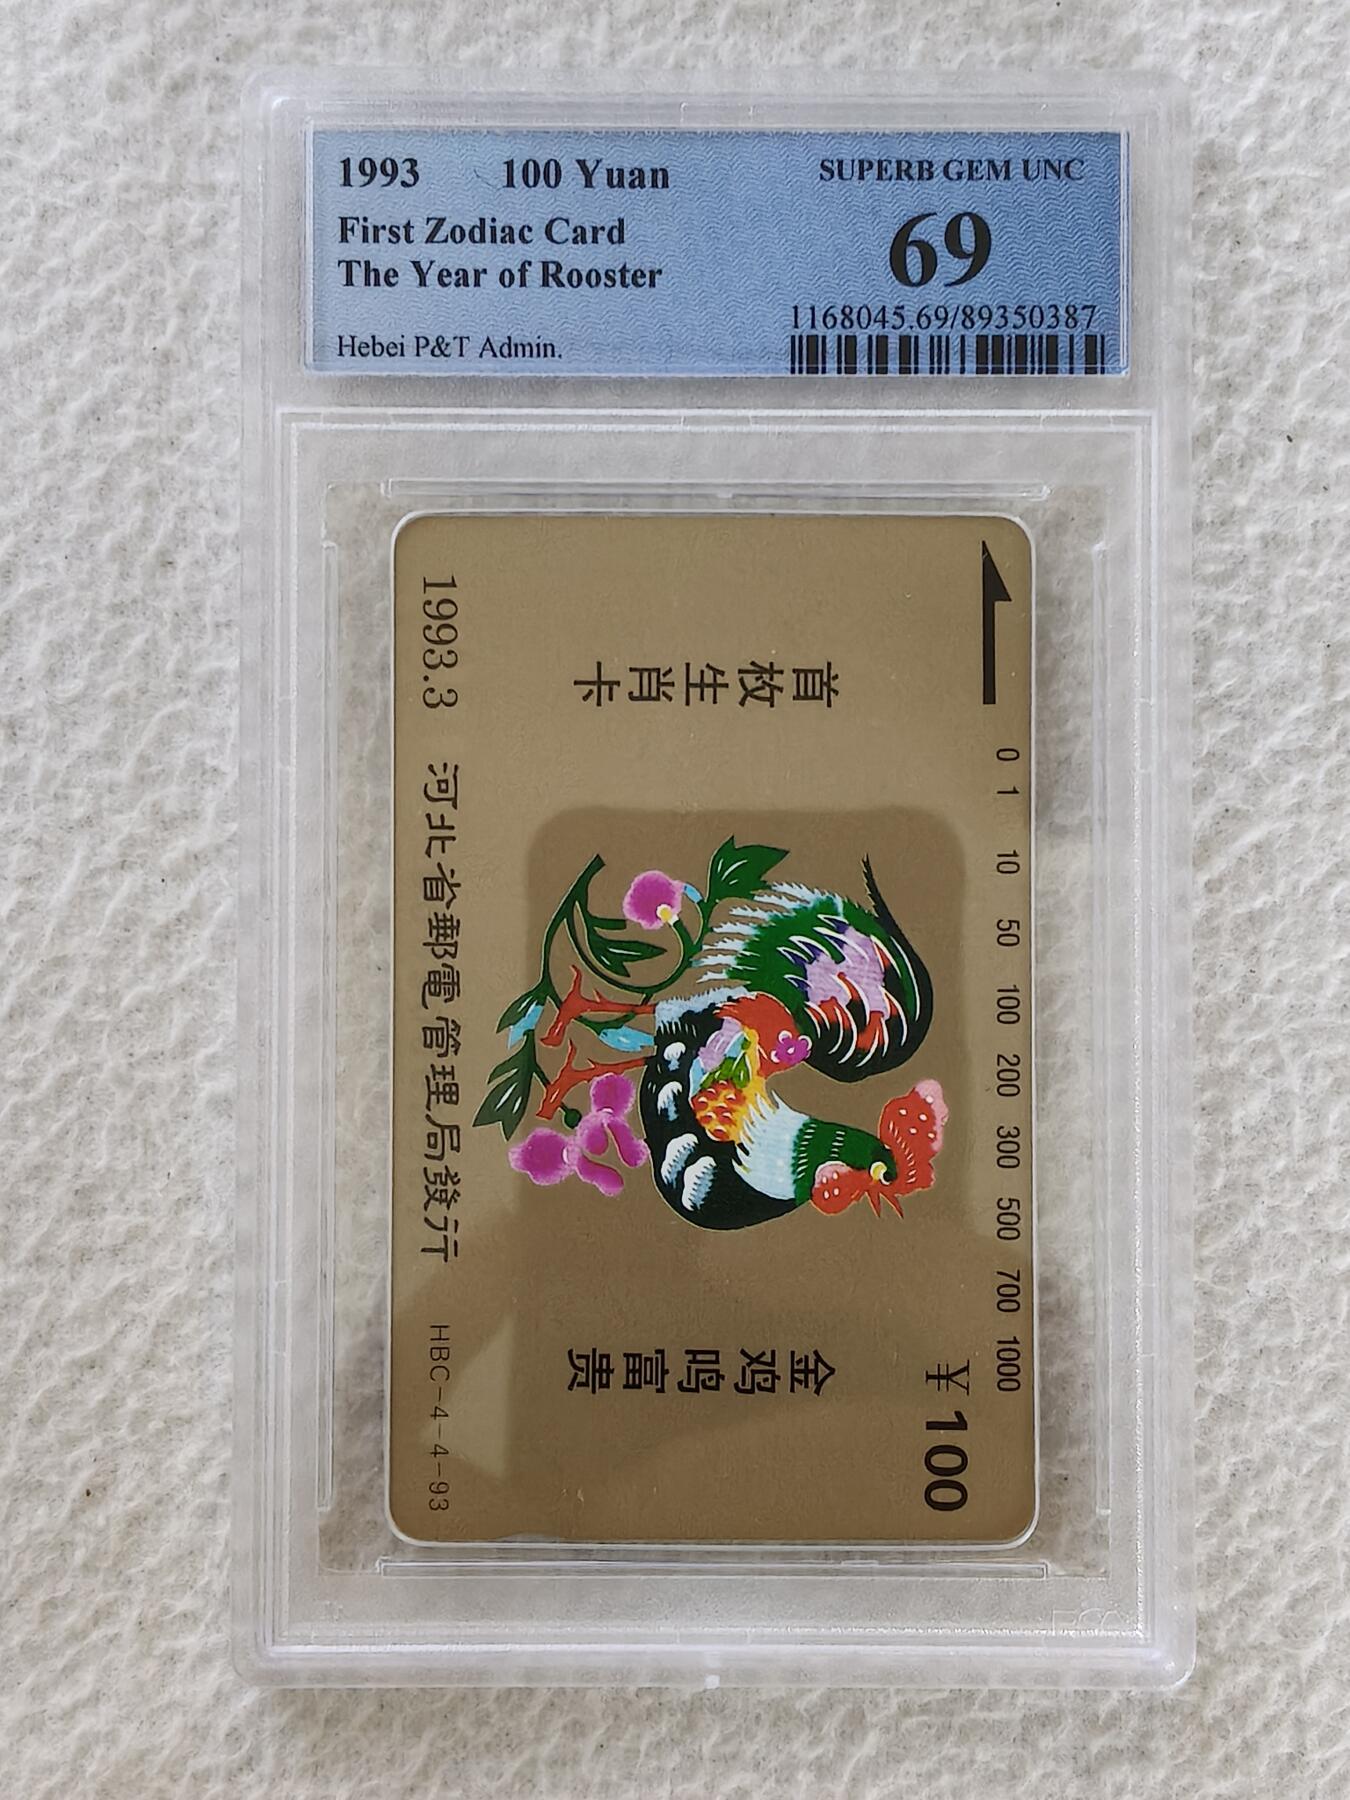 1993 100 Yuan
SUPERB GEM UNC
First Zodiac Card
69
The Year of Rooster
1168045.69/89350387
Hebei P&T Admin.
0 1 10 50 100 200 300 500 700 1000
¥100
首枚生肖卡
金鸡鸣富贵
1993.3 河北省郵電管理局發行 HBC-4-4-93